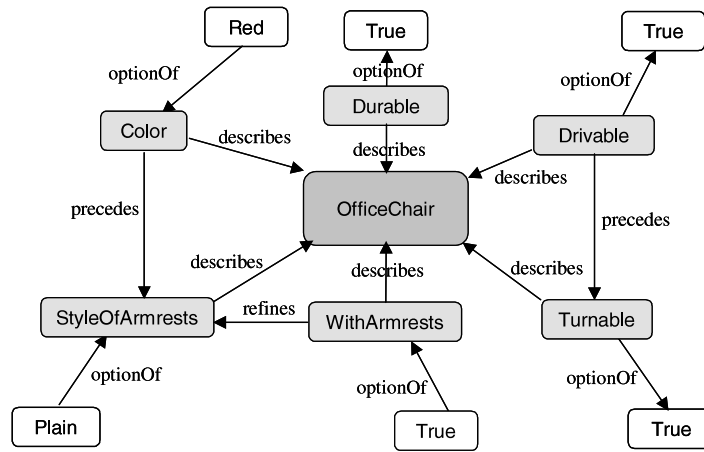 Red
True
True
optionOf
optionOf
optionOf
Durable
Color
Drivable
describes
describes
describes
OfficeChair
precedes
precedes
describes
describes
describes
StyleOfArmrests
refines
WithArmrests
Turnable
optionOf
optionOf
optionOf
Plain
True
True